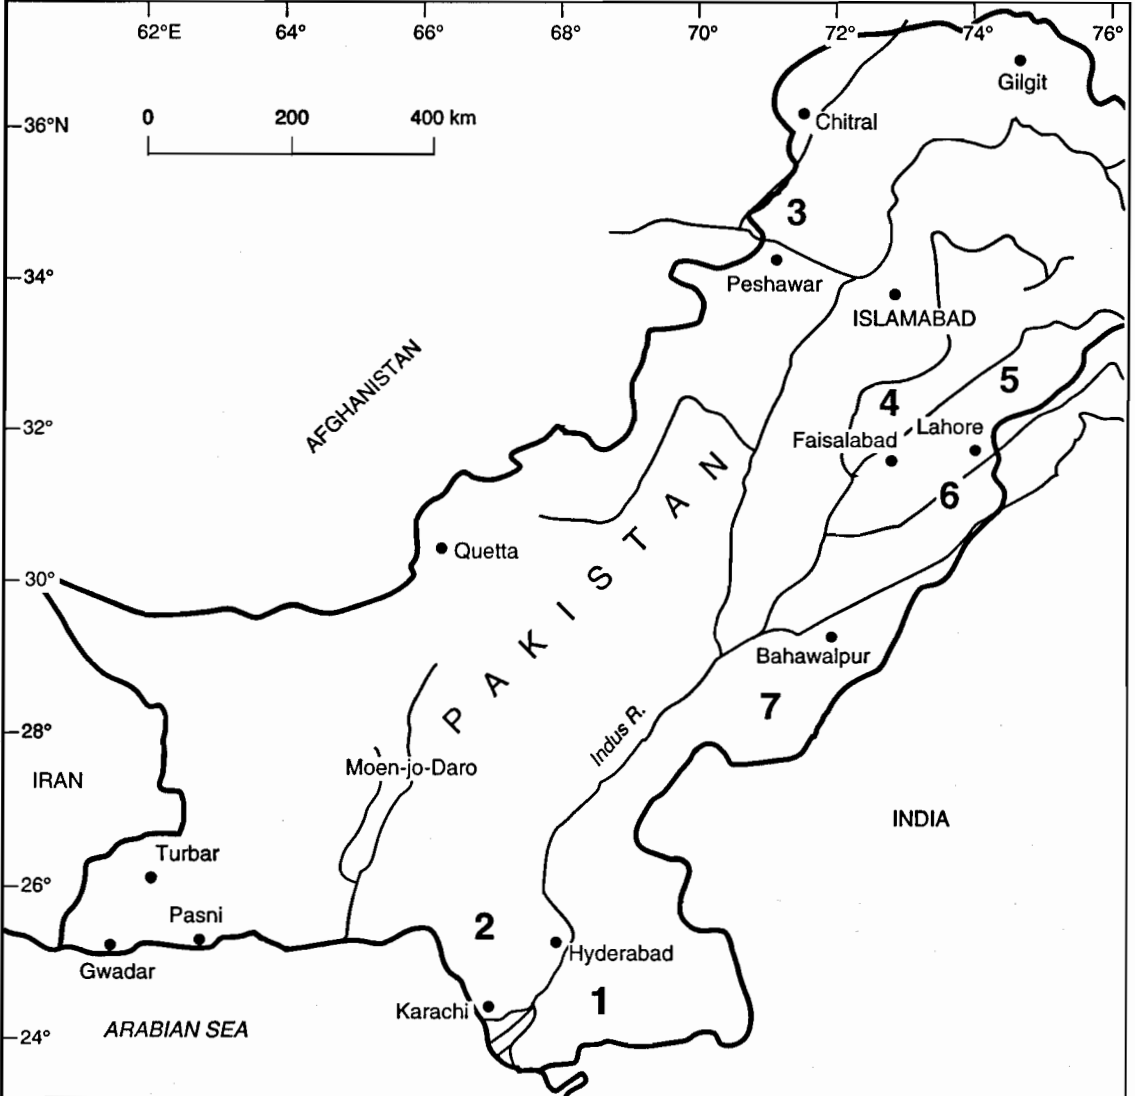 62°E 64° 66° 68° 70° 72° 74° 76°
Gilgit
0 200 400 km
Chitral
36°N
3
34°
Peshawar
ISLAMABAD
AFGHANISTAN
5
4
32°
Lahore
Faisalabad
6
Quetta
30°
PAKISTAN
Bahawalpur
7
Indus R.
28°
Moen-jo-Daro
IRAN
INDIA
Turbar
26°
Pasni
2
Hyderabad
Gwadar
1
Karachi
ARABIAN SEA
24°